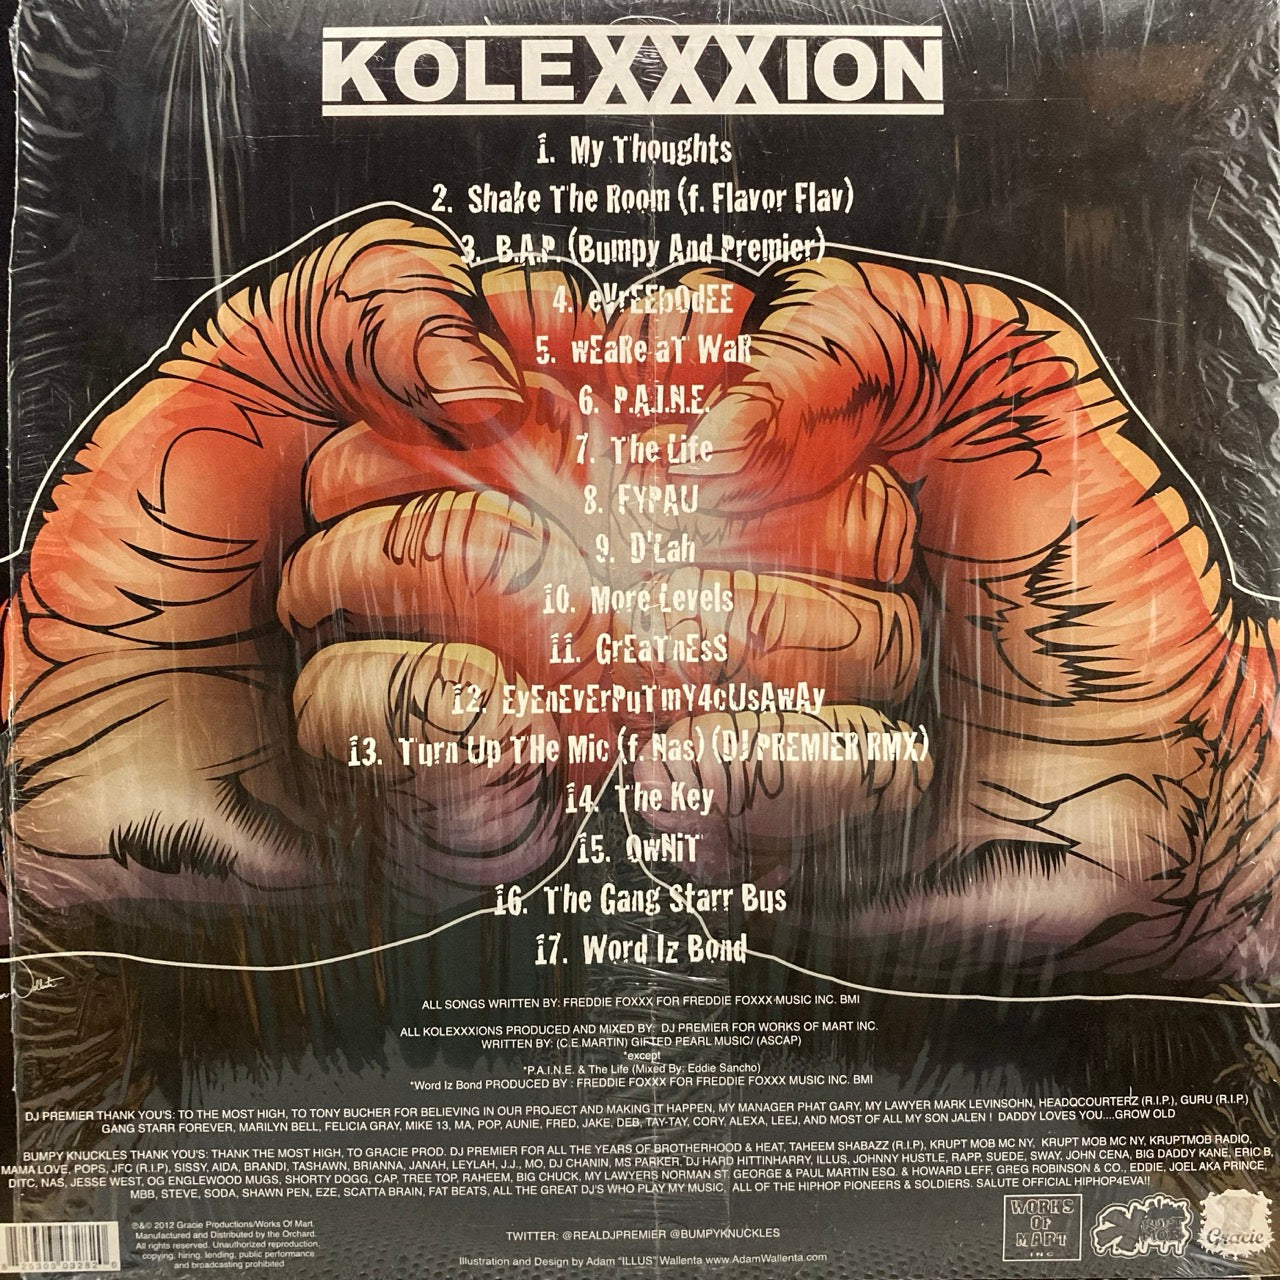 KOLEXXXION
1. My Thoughts
2. Shake The Room (f. Flavor Flav)
3. B.A.P. (Bumpy And Premier)
4. eVrEEbOdEE
5. wEaRe aT WaR
6. P.A.I.N.E.
7. The Life
8. FYPAU
9. D'Lah
10. More Levels
11. GrEaTnEsS
12. EyEnEvErPuTmY4cUsAwAy
13. Turn Up THe Mic (f. Nas) (DJ PREMIER RMX)
14. The Key
15. OwNiT
16. The Gang Starr Bus
17. Word Iz Bond
ALL SONGS WRITTEN BY: FREDDIE FOXXX FOR FREDDIE FOXXX MUSIC INC. BMI
ALL KOLEXXXIONS PRODUCED AND MIXED BY: DJ PREMIER FOR WORKS OF MART INC.
WRITTEN BY: (C.E.MARTIN) GIFTED PEARL MUSIC/ (ASCAP)
*except
*P.A.I.N.E. & The Life (Mixed By: Eddie Sancho)
*Word Iz Bond PRODUCED BY : FREDDIE FOXXX FOR FREDDIE FOXXX MUSIC INC. BMI
DJ PREMIER THANK YOU'S: TO THE MOST HIGH, TO TONY BUCHER FOR BELIEVING IN OUR PROJECT AND MAKING IT HAPPEN, MY MANAGER PHAT GARY, MY LAWYER MARK LEVINSOHN, HEADQCOURTERZ (R.I.P.), GURU (R.I.P.)
GANG STARR FOREVER, MARILYN BELL, FELICIA GRAY, MIKE 13, MA, POP, AUNIE, FRED, JAKE, DEB, TAY-TAY, CORY, ALEXA, LEEJ, AND MOST OF ALL MY SON JALEN ! DADDY LOVES YOU....GROW OLD
BUMPY KNUCKLES THANK YOU'S: THANK THE MOST HIGH, TO GRACIE PROD. DJ PREMIER FOR ALL THE YEARS OF BROTHERHOOD & HEAT, TAHEEM SHABAZZ (R.I.P), KRUPT MOB MC NY, KRUPT MOB MC NY, KRUPTMOB RADIO,
MAMA LOVE, POPS, JFC (R.I.P), SISSY, AIDA, BRANDI, TASHAWN, BRIANNA, JANAH, LEYLAH, J.J., MO, DJ CHANIN, MS PARKER, DJ HARD HITTINHARRY, ILLUS, JOHNNY HUSTLE, RAPP, SUEDE, SWAY, JOHN CENA, BIG DADDY KANE, ERIC B,
DITC, NAS, JESSE WEST, OG ENGLEWOOD MUGS, SHORTY DOGG, CAP, TREE TOP, RAHEEM, BIG CHUCK, MY LAWYERS NORMAN ST. GEORGE & PAUL MARTIN ESQ. & HOWARD LEFF, GREG ROBINSON & CO., EDDIE, JOEL AKA PRINCE,
MBB, STEVE, SODA, SHAWN PEN, EZE, SCATTA BRAIN, FAT BEATS, ALL THE GREAT DJ'S WHO PLAY MY MUSIC, ALL OF THE HIPHOP PIONEERS & SOLDIERS. SALUTE OFFICIAL HIPHOP4EVA!!
℗&© 2012 Gracie Productions/Works Of Mart.
Manufactured and Distributed by the Orchard.
All rights reserved. Unauthorized reproduction,
copying, hiring, lending, public performance
and broadcasting prohibited
TWITTER: @REALDJPREMIER @BUMPYKNUCKLES
Illustration and Design by Adam "ILLUS" Wallenta www.AdamWallenta.com
WORKS
OF
MART
INC
Gracie